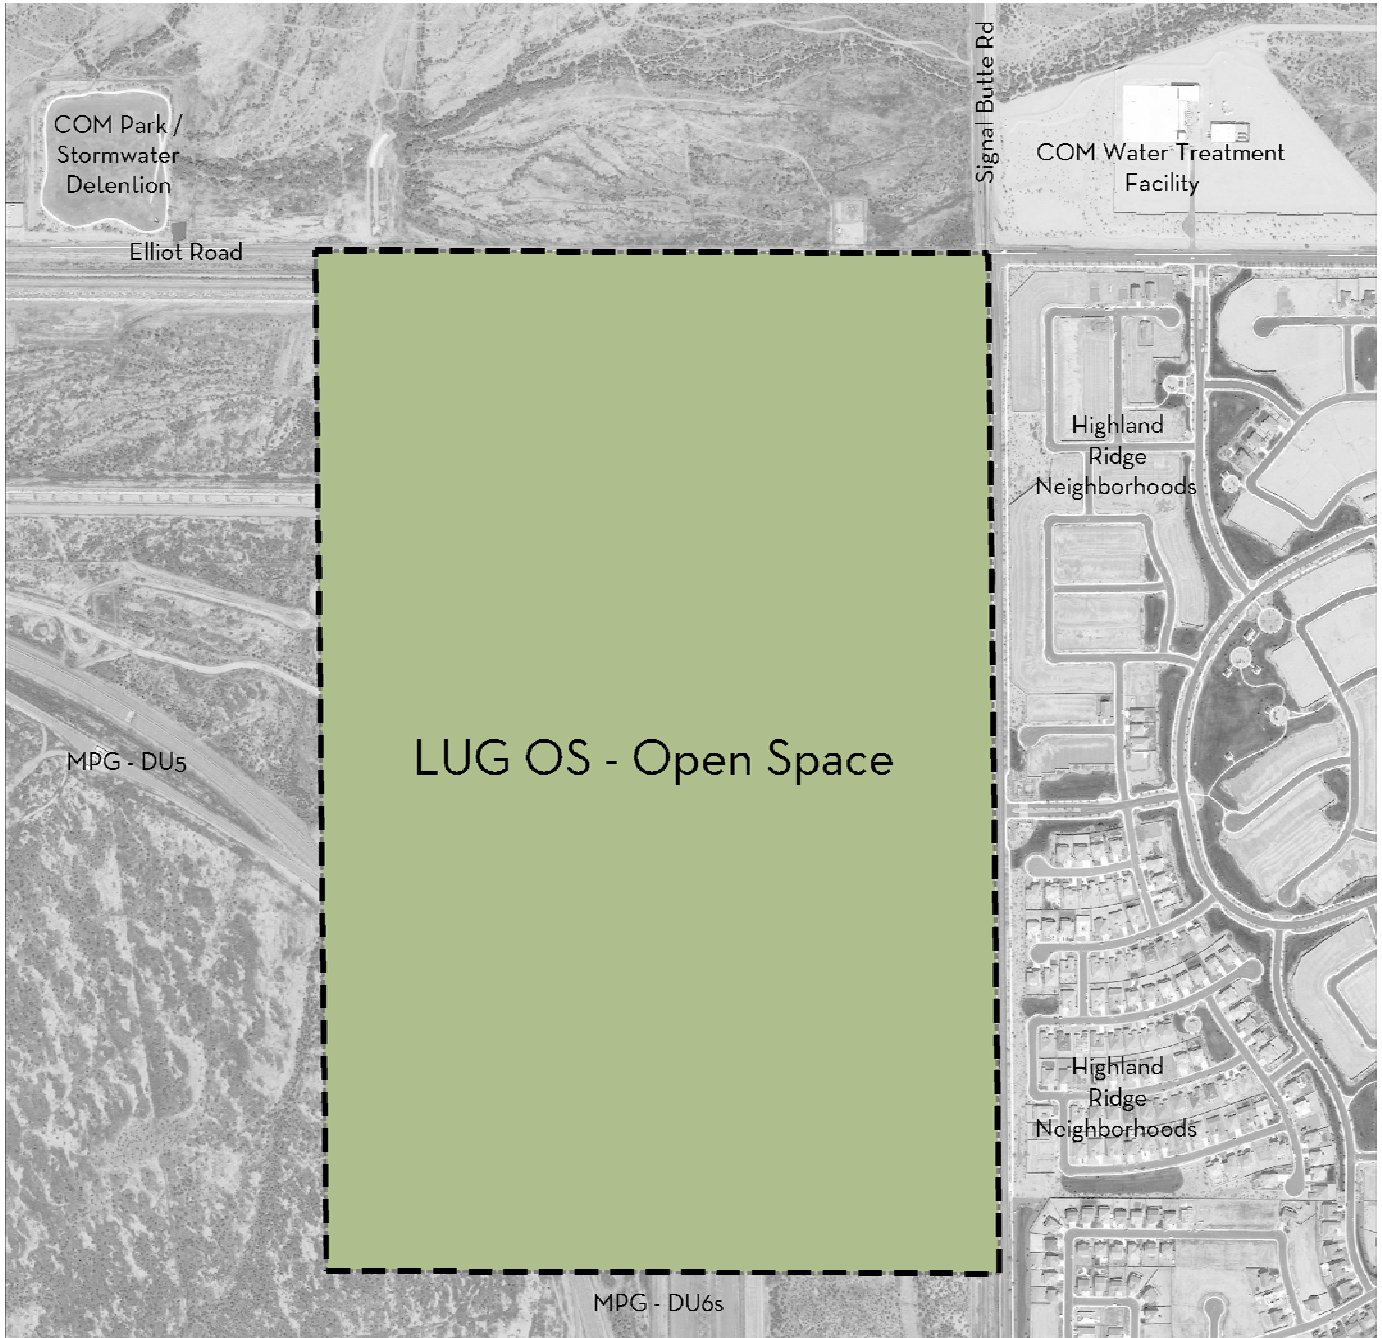 Signal Butte Rd
COM Park /
Stormwater
Detention
COM Water Treatment
Facility
Elliot Road
Highland
Ridge
Neighborhoods
LUG OS - Open Space
MPG - DU5
Highland
Ridge
Neighborhoods
MPG - DU6s